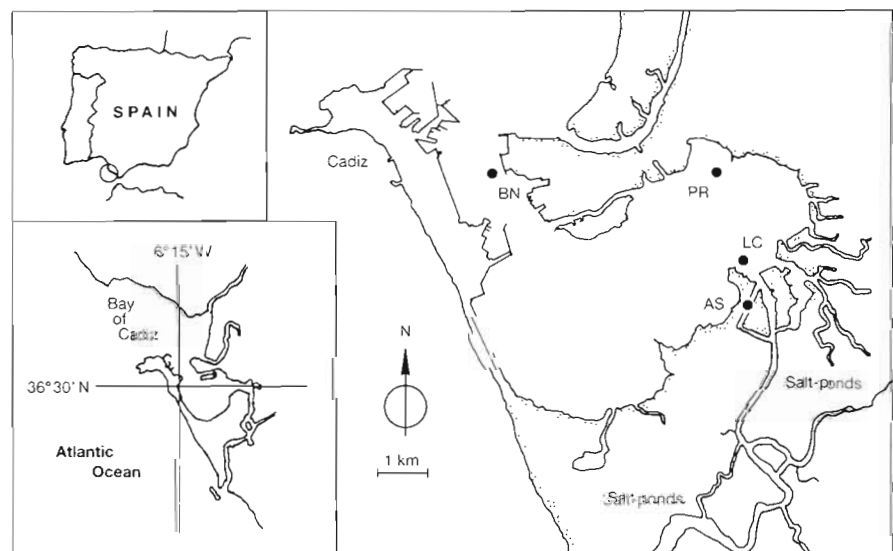 SPAIN
6°15'W
Bay
of
Cadiz
36°30'N
Atlantic
Ocean
Cadiz
BN
PR
LC
AS
N
1 km
Salt-ponds
Salt-ponds